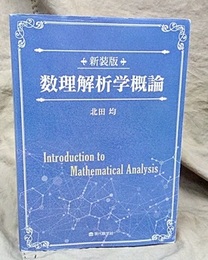 新装版
数理解析学概論
北田 均
Introduction to
Mathematical Analysis